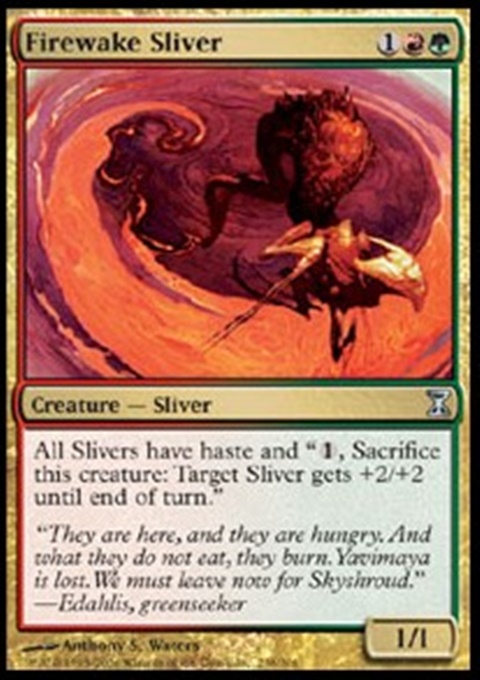 Firewake Sliver 1
Creature — Sliver
All Slivers have haste and “1, Sacrifice
this creature: Target Sliver gets +2/+2
until end of turn.”
“They are here, and they are hungry. And
what they do not eat, they burn. Yavimaya
is lost. We must leave now for Skyshroud.”
—Edahlis, greenseeker
Anthony S. Waters
1/1